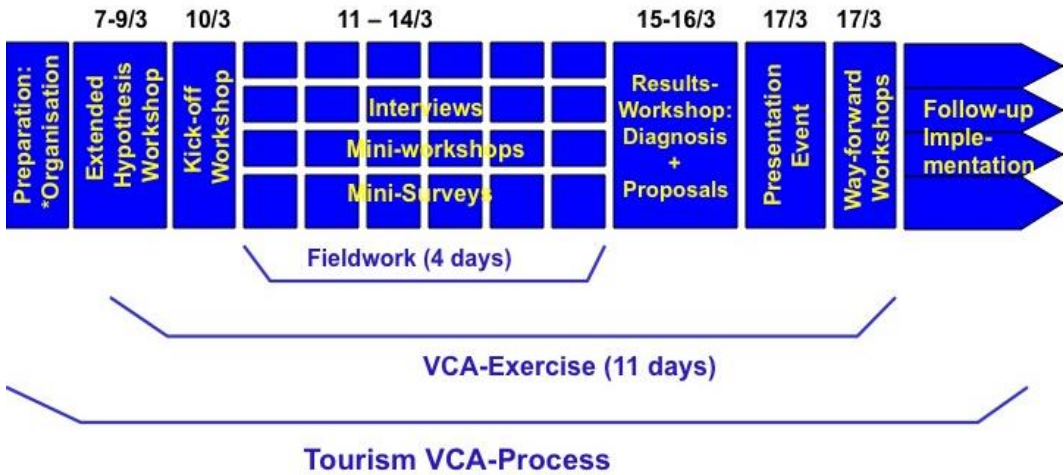 7-9/3
10/3
11 – 14/3
15-16/3
17/3
17/3
Preparation:
*Organisation
Extended
Hypothesis
Workshop
Kick-off
Workshop
Interviews
Mini-workshops
Mini-Surveys
Results-
Workshop:
Diagnosis
+
Proposals
Presentation
Event
Way-forward
Workshops
Follow-up
Imple-
mentation
Fieldwork (4 days)
VCA-Exercise (11 days)
Tourism VCA-Process